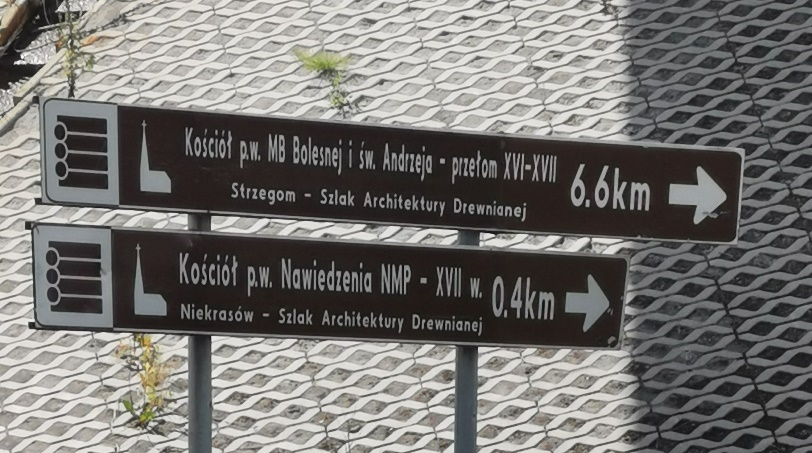 Kościół p.w. MB Bolesnej i św. Andrzeja - przełom XVI-XVII
Strzegom - Szlak Architektury Drewnianej
6.6km
Kościół p.w. Nawiedzenia NMP - XVII w.
Niekrasów - Szlak Architektury Drewnianej
0.4km